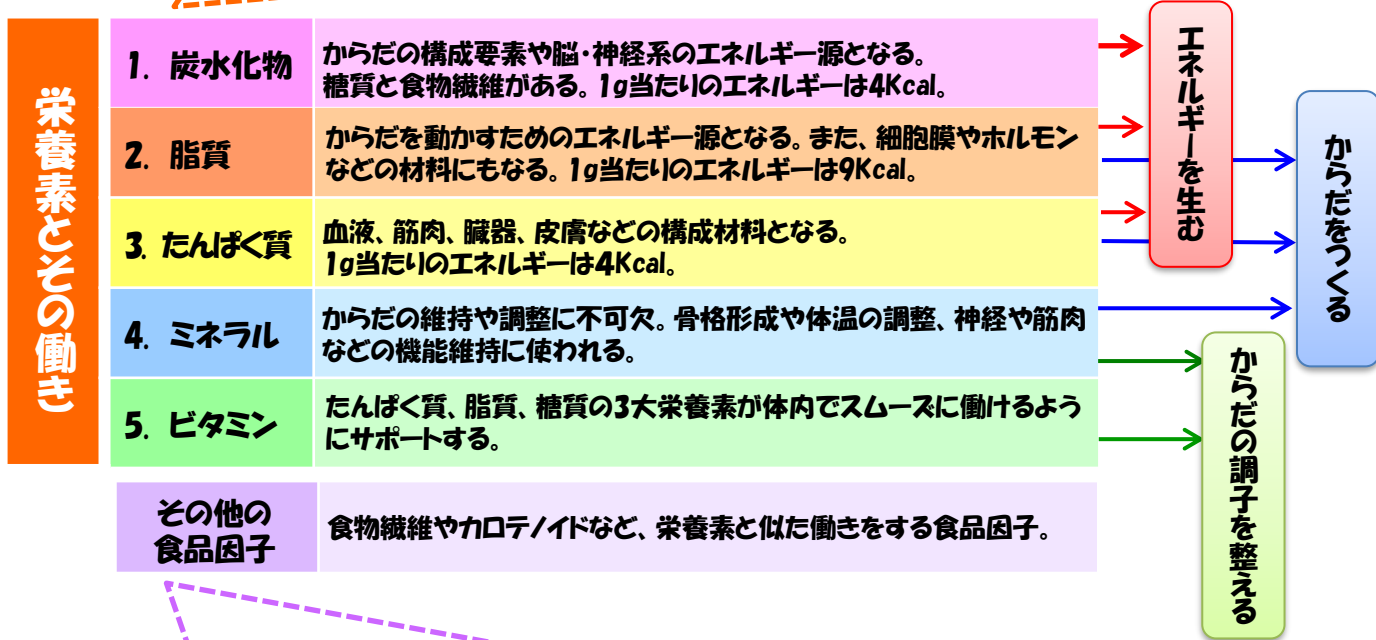 栄養素とその働き
1. 炭水化物
からだの構成要素や脳・神経系のエネルギー源となる。
糖質と食物繊維がある。1g当たりのエネルギーは4Kcal。
2. 脂質
からだを動かすためのエネルギー源となる。また、細胞膜やホルモン
などの材料にもなる。1g当たりのエネルギーは9Kcal。
3. たんぱく質
血液、筋肉、臓器、皮膚などの構成材料となる。
1g当たりのエネルギーは4Kcal。
4. ミネラル
からだの維持や調整に不可欠。骨格形成や体温の調整、神経や筋肉
などの機能維持に使われる。
5. ビタミン
たんぱく質、脂質、糖質の3大栄養素が体内でスムーズに働けるよう
にサポートする。
その他の
食品因子
食物繊維やカロテノイドなど、栄養素と似た働きをする食品因子。
エネルギーを生む
からだをつくる
からだの調子を整える